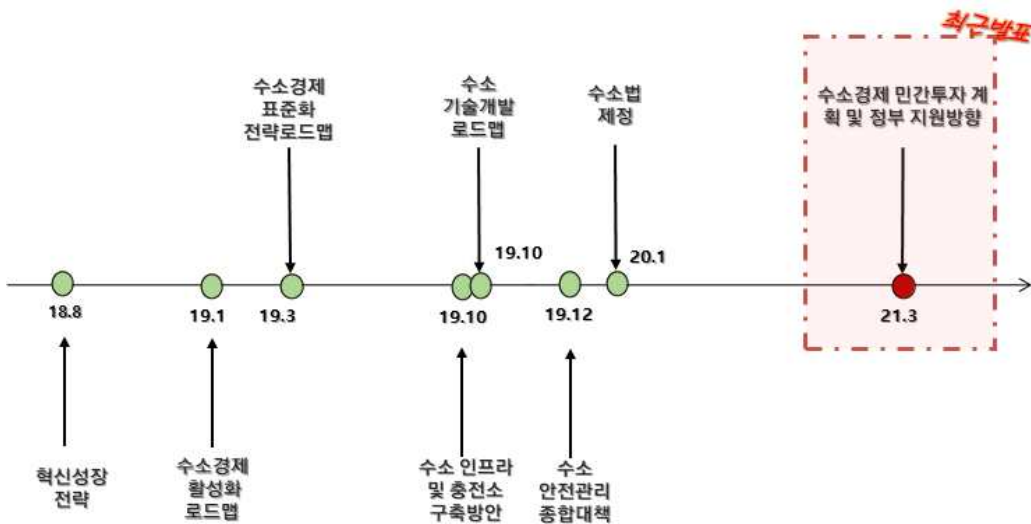 최근발표
수소경제
표준화
전략로드맵
수소
기술개발
로드맵
수소법
제정
수소경제 민간투자 계
획 및 정부 지원방향
19.10
20.1
18.8
19.1
19.3
19.10
19.12
21.3
혁신성장
전략
수소경제
활성화
로드맵
수소 인프라
및 충전소
구축방안
수소
안전관리
종합대책